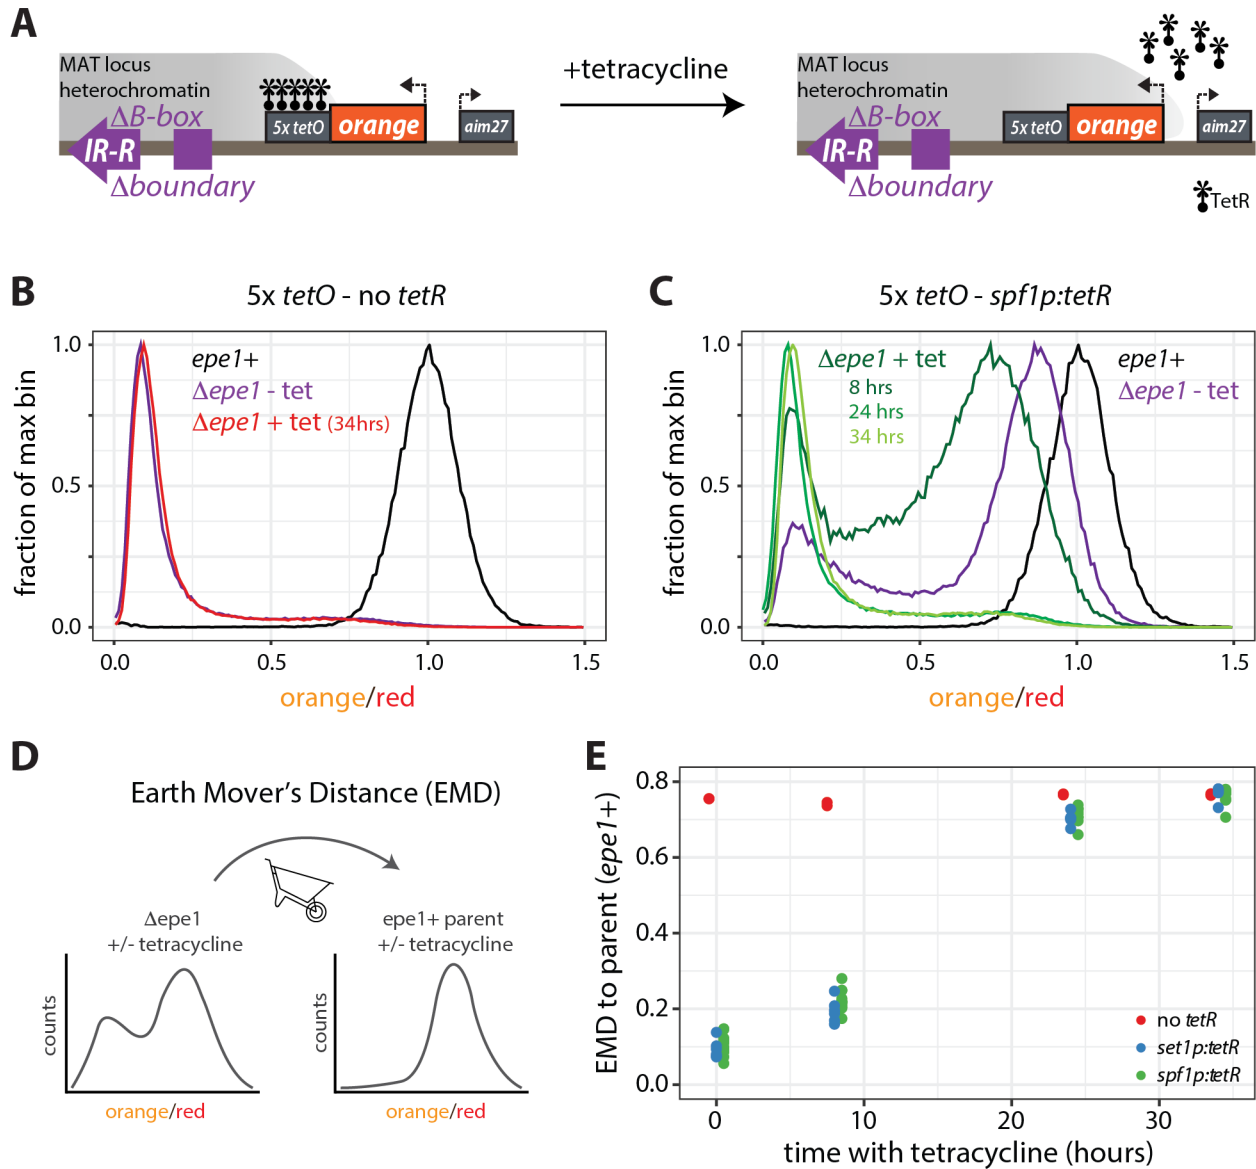 A
MAT locus
heterochromatin
ΔB-box
IR-R
Δboundary
5x tetO
orange
aim27
+tetracycline
MAT locus
heterochromatin
ΔB-box
IR-R
Δboundary
5x tetO
orange
aim27
TetR
B
5x tetO - no tetR
fraction of max bin
1.0
0.5
0.0
epe1+
Δepe1 - tet
Δepe1 + tet (34hrs)
0.0 0.5 1.0 1.5
orange/red
C
5x tetO - spf1p:tetR
fraction of max bin
1.0
0.5
0.0
Δepe1 + tet
8 hrs
24 hrs
34 hrs
epe1+
Δepe1 - tet
0.0 0.5 1.0 1.5
orange/red
D
Earth Mover's Distance (EMD)
Δepe1
+/- tetracycline
counts
orange/red
epe1+ parent
+/- tetracycline
counts
orange/red
E
EMD to parent (epe1+)
0.8
0.6
0.4
0.2
0.0
no tetR
set1p:tetR
spf1p:tetR
0 10 20 30
time with tetracycline (hours)